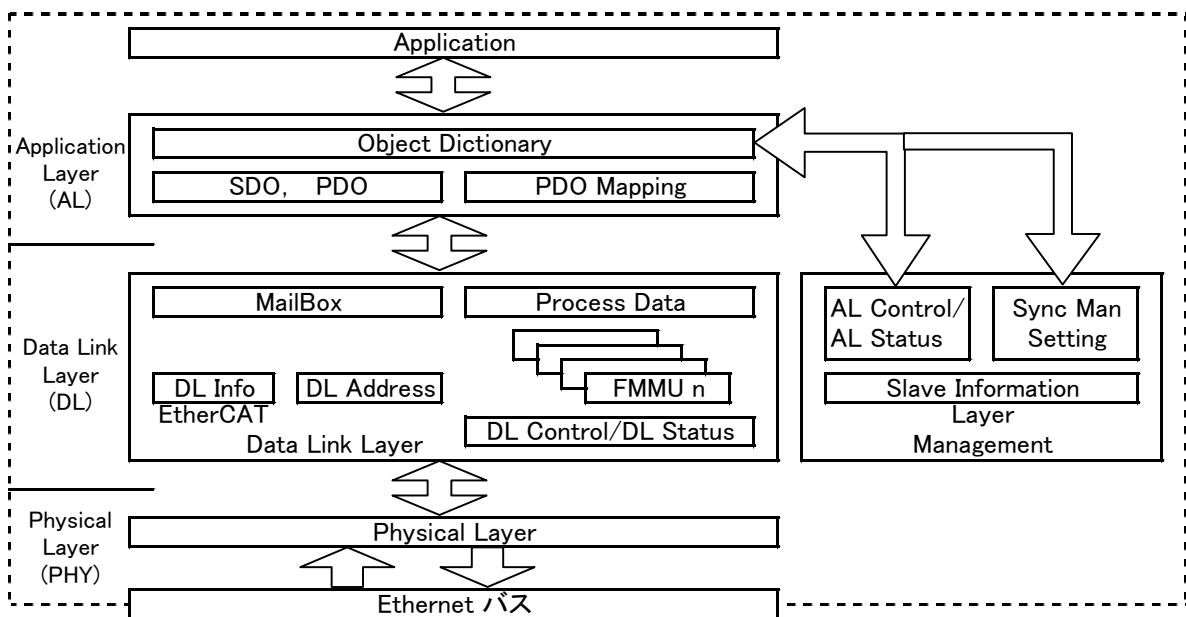 Application
Application
Layer
(AL)
Object Dictionary
SDO, PDO
PDO Mapping
Data Link
Layer
(DL)
MailBox
Process Data
DL Info
DL Address
FMMU n
EtherCAT
Data Link Layer
DL Control/DL Status
AL Control/
AL Status
Sync Man
Setting
Slave Information
Layer
Management
Physical
Layer
(PHY)
Physical Layer
Ethernet バス